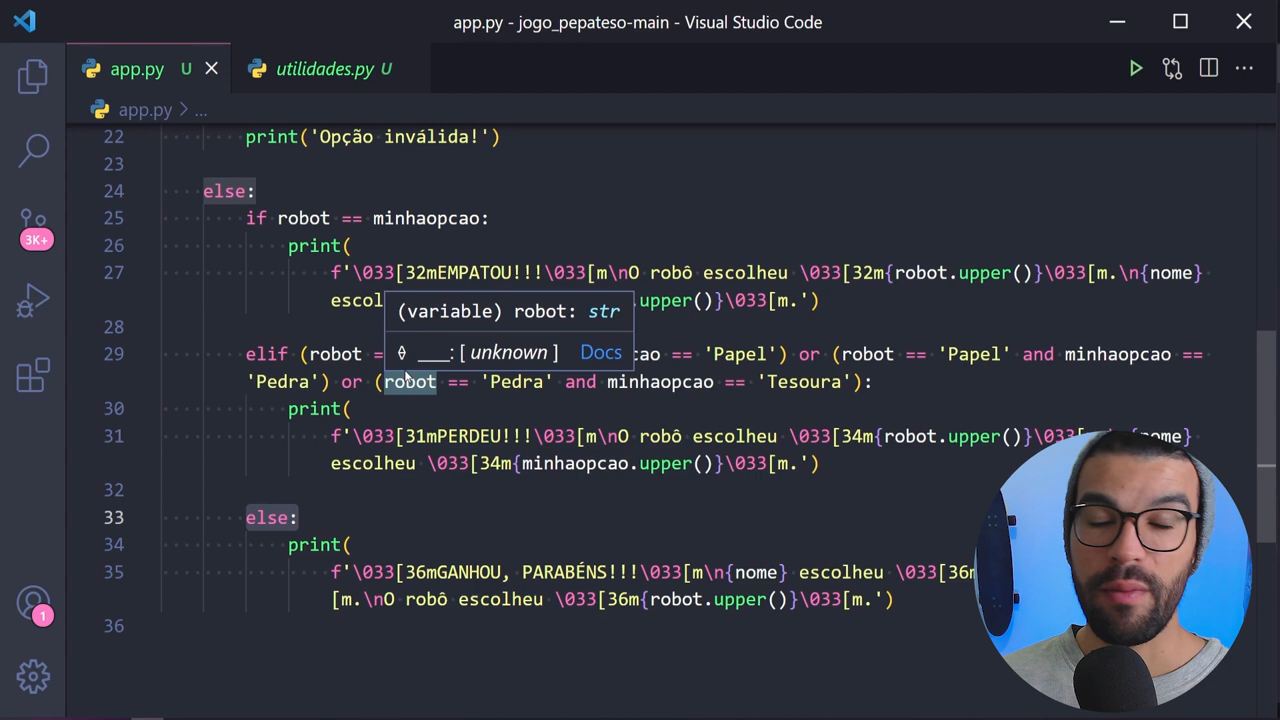 app.py - jogo_pepateso-main - Visual Studio Code
app.py U
utilidades.py U
app.py > ...
22 print('Opção inválida!')
23
24 else:
25 if robot == minhaopcao:
26 print(
27 f'\033[32mEMPATOU!!!\033[m\nO robô escolheu \033[32m{robot.upper()}\033[m.\n{nome}
escol .upper()}\033[m.')
(variable) robot: str
28
___:[unknown] Docs
29 elif (robot = cao == 'Papel') or (robot == 'Papel' and minhaopcao ==
'Pedra') or (robot == 'Pedra' and minhaopcao == 'Tesoura'):
30 print(
31 f'\033[31mPERDEU!!!\033[m\nO robô escolheu \033[34m{robot.upper()}\03 ome}
escolheu \033[34m{minhaopcao.upper()}\033[m.')
32
33 else:
34 print(
35 f'\033[36mGANHOU, PARABÉNS!!!\033[m\n{nome} escolheu \033[36m
[m.\nO robô escolheu \033[36m{robot.upper()}\033[m.')
36
3K+
1